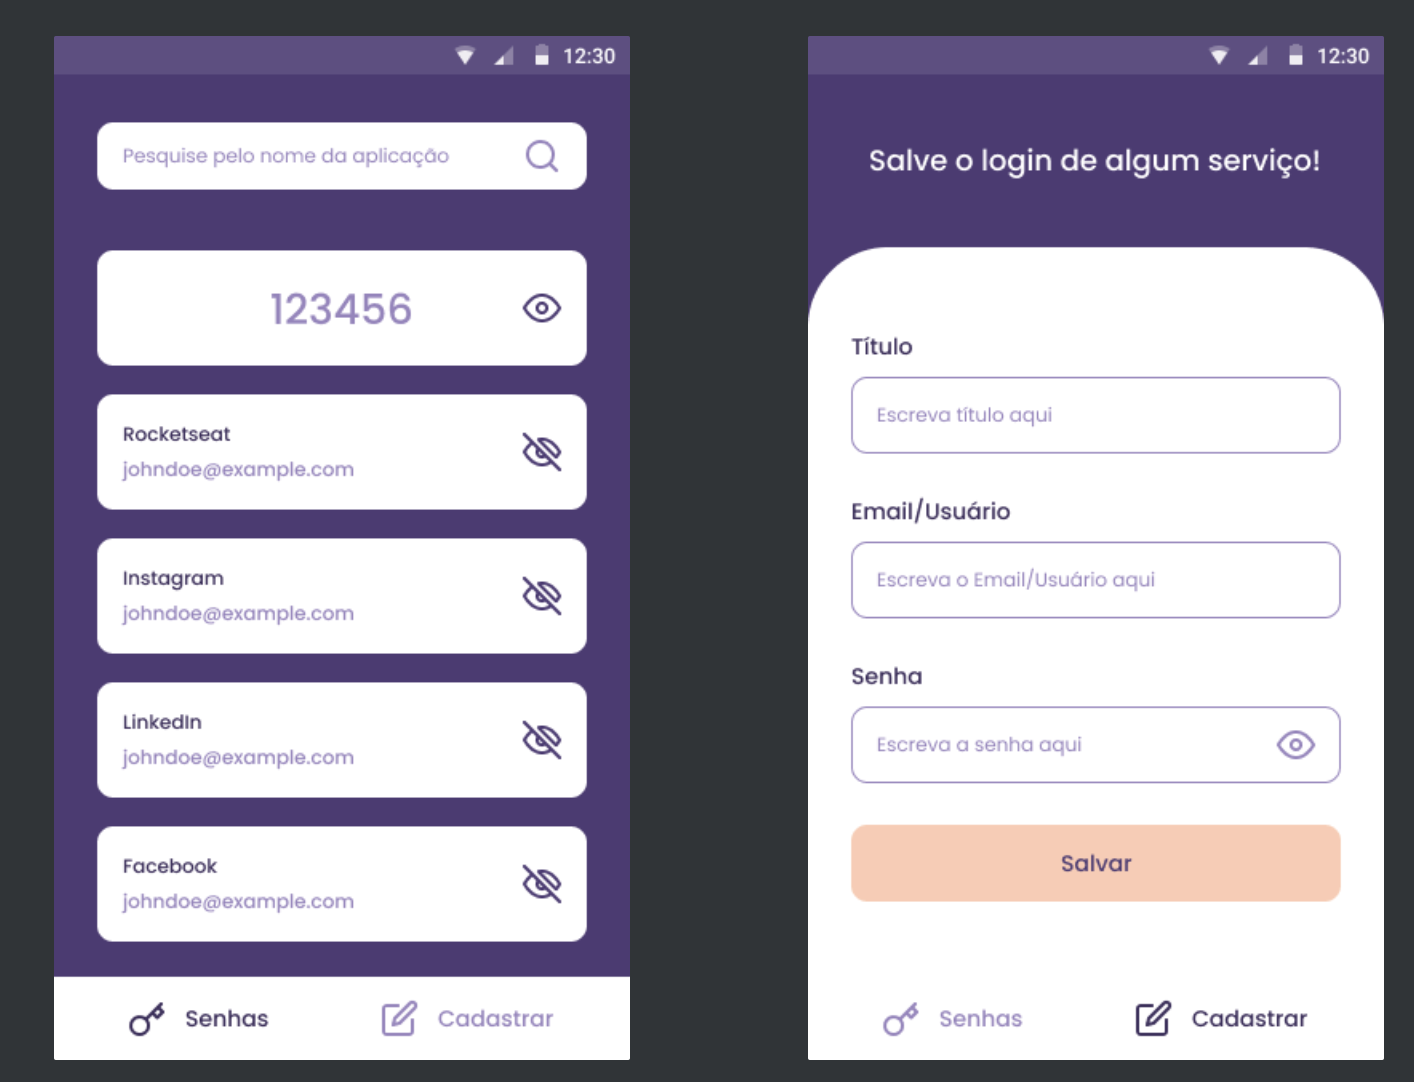 12:30
Pesquise pelo nome da aplicação
123456
Rocketseat
johndoe@example.com
Instagram
johndoe@example.com
LinkedIn
johndoe@example.com
Facebook
johndoe@example.com
Senhas
Cadastrar
12:30
Salve o login de algum serviço!
Título
Escreva título aqui
Email/Usuário
Escreva o Email/Usuário aqui
Senha
Escreva a senha aqui
Salvar
Senhas
Cadastrar